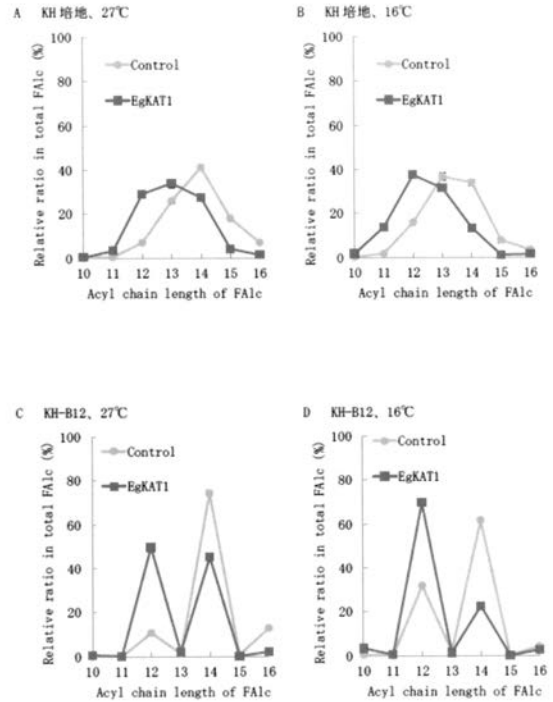 A KH 培地、27℃
Relative ratio in total FAlc (%)
100
80
60
40
20
0
Control
EgKAT1
10 11 12 13 14 15 16
Acyl chain length of FAlc
B KH 培地、16℃
Relative ratio in total FAlc (%)
100
80
60
40
20
0
Control
EgKAT1
10 11 12 13 14 15 16
Acyl chain length of FAlc
C KH-B12、27℃
Relative ratio in total FAlc (%)
100
80
60
40
20
0
Control
EgKAT1
10 11 12 13 14 15 16
Acyl chain length of FAlc
D KH-B12、16℃
Relative ratio in total FAlc (%)
100
80
60
40
20
0
Control
EgKAT1
10 11 12 13 14 15 16
Acyl chain length of FAlc